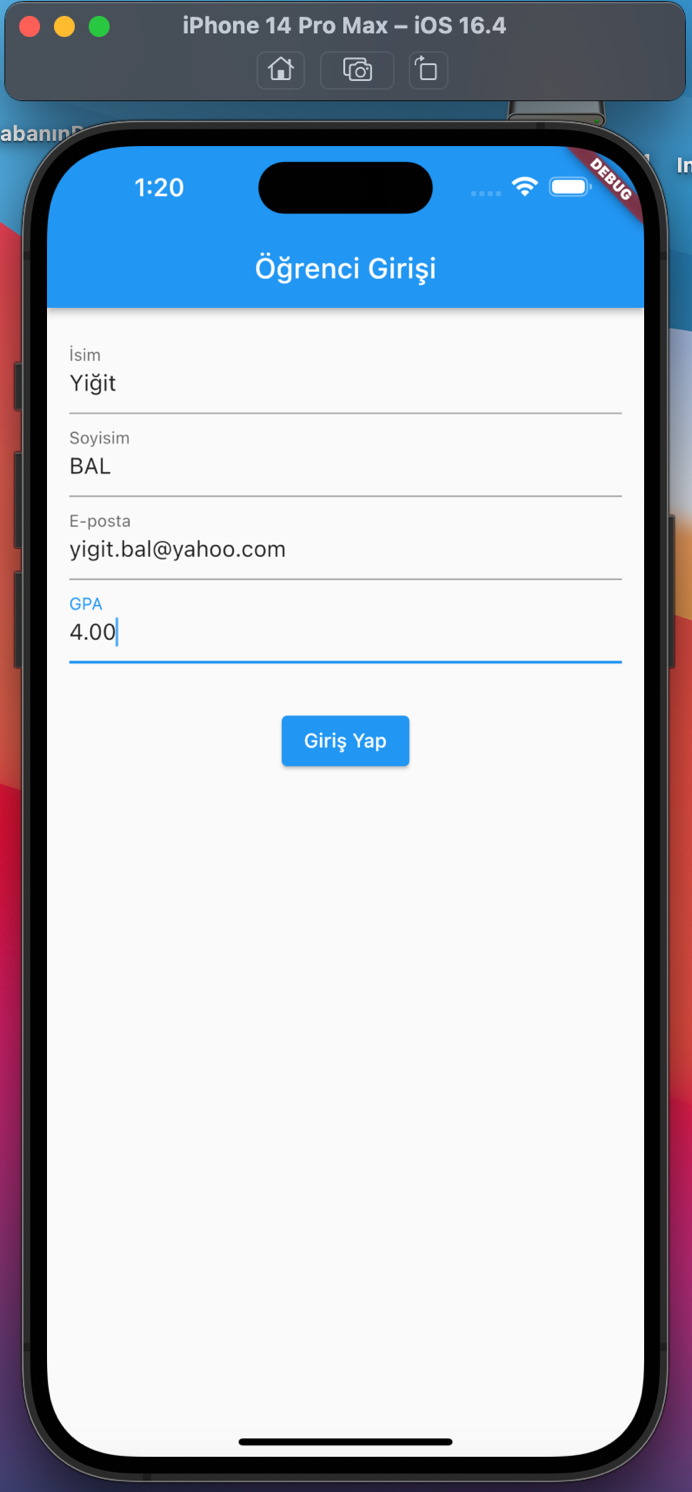 iPhone 14 Pro Max – iOS 16.4
1:20
DEBUG
Öğrenci Girişi
İsim
Yiğit
Soyisim
BAL
E-posta
yigit.bal@yahoo.com
GPA
4.00
Giriş Yap